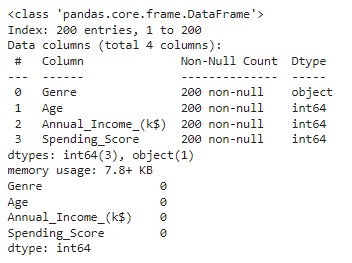 <class 'pandas.core.frame.DataFrame'>
Index: 200 entries, 1 to 200
Data columns (total 4 columns):
 #   Column             Non-Null Count  Dtype
---  ------             --------------  -----
 0   Genre              200 non-null    object
 1   Age                200 non-null    int64
 2   Annual_Income_(k$) 200 non-null    int64
 3   Spending_Score     200 non-null    int64
dtypes: int64(3), object(1)
memory usage: 7.8+ KB
Genre                 0
Age                   0
Annual_Income_(k$)    0
Spending_Score        0
dtype: int64